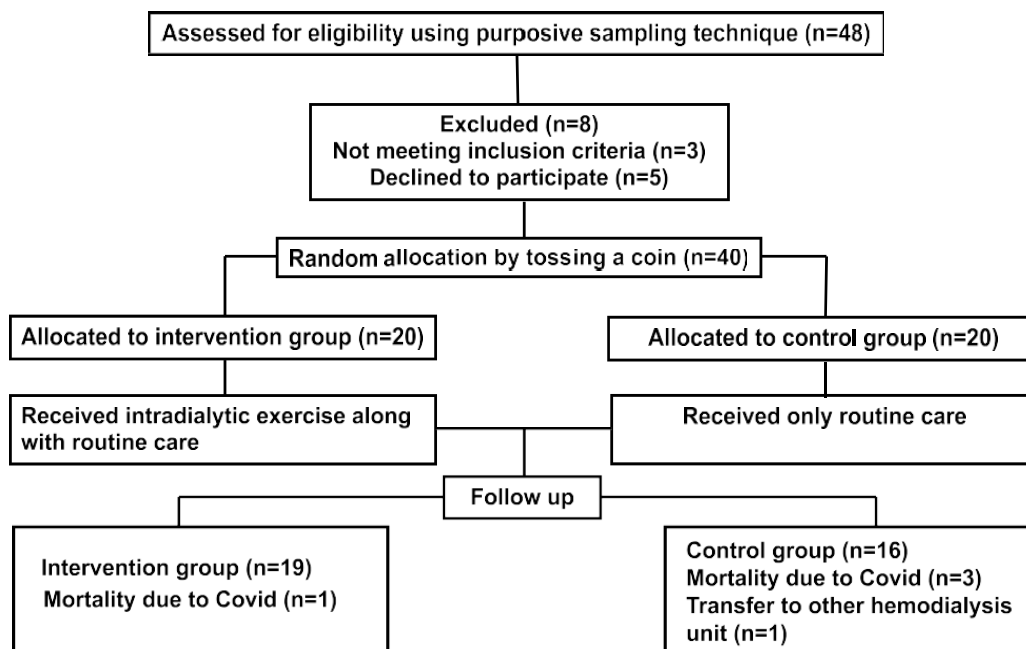 Assessed for eligibility using purposive sampling technique (n=48)
Excluded (n=8)
Not meeting inclusion criteria (n=3)
Declined to participate (n=5)
Random allocation by tossing a coin (n=40)
Allocated to intervention group (n=20)
Allocated to control group (n=20)
Received intradialytic exercise along
with routine care
Received only routine care
Follow up
Intervention group (n=19)
Mortality due to Covid (n=1)
Control group (n=16)
Mortality due to Covid (n=3)
Transfer to other hemodialysis
unit (n=1)